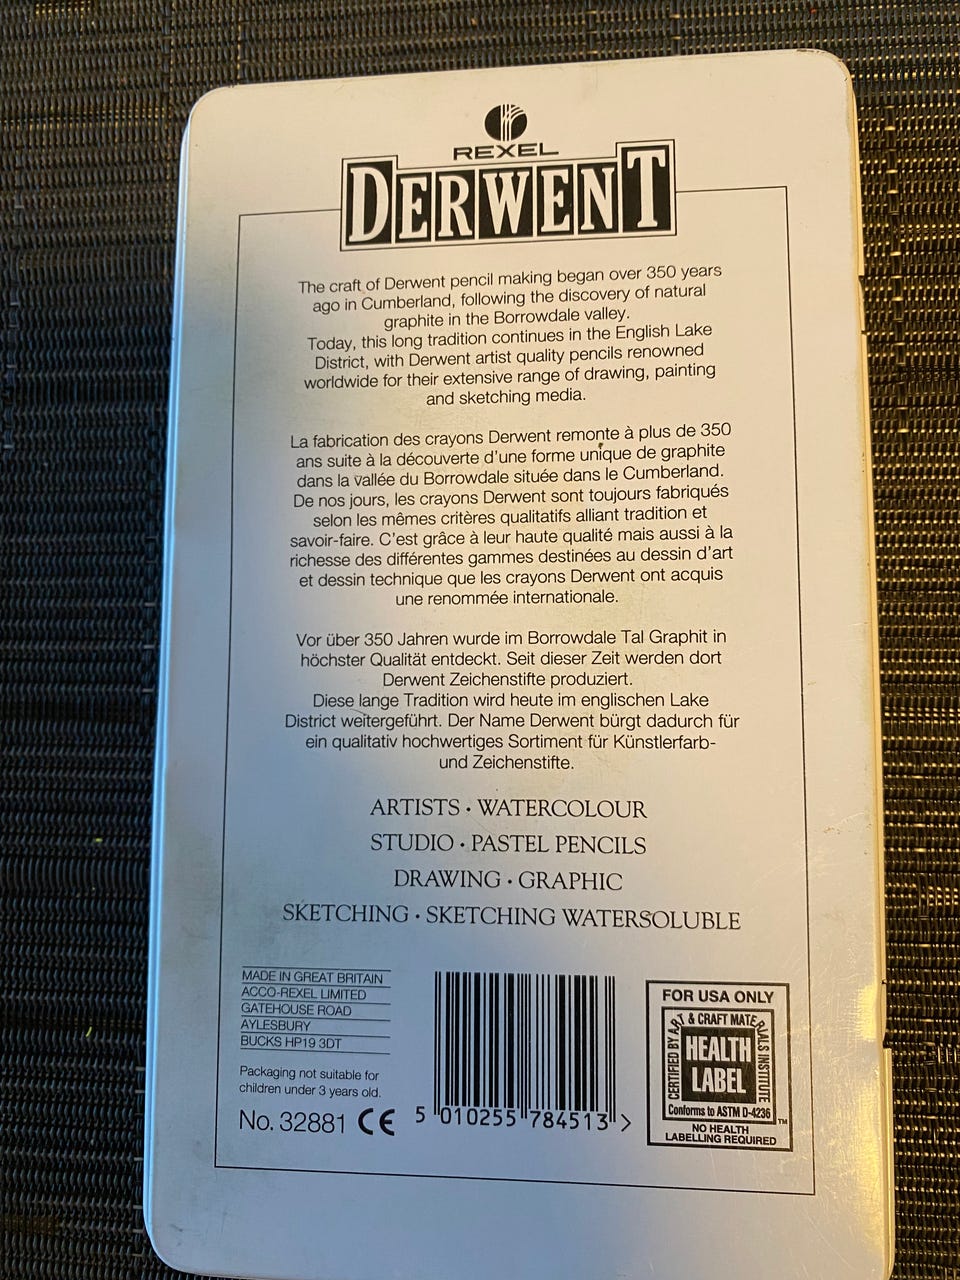 REXEL
DERWENT
The craft of Derwent pencil making began over 350 years
ago in Cumberland, following the discovery of natural
graphite in the Borrowdale valley.
Today, this long tradition continues in the English Lake
District, with Derwent artist quality pencils renowned
worldwide for their extensive range of drawing, painting
and sketching media.
La fabrication des crayons Derwent remonte à plus de 350
ans suite à la découverte d'une forme unique de graphite
dans la vallée du Borrowdale située dans le Cumberland.
De nos jours, les crayons Derwent sont toujours fabriqués
selon les mêmes critères qualitatifs alliant tradition et
savoir-faire. C'est grâce à leur haute qualité mais aussi à la
richesse des différentes gammes destinées au dessin d'art
et dessin technique que les crayons Derwent ont acquis
une renommée internationale.
Vor über 350 Jahren wurde im Borrowdale Tal Graphit in
höchster Qualität entdeckt. Seit dieser Zeit werden dort
Derwent Zeichenstifte produziert.
Diese lange Tradition wird heute im englischen Lake
District weitergeführt. Der Name Derwent bürgt dadurch für
ein qualitativ hochwertiges Sortiment für Künstlerfarb-
und Zeichenstifte.
ARTISTS · WATERCOLOUR
STUDIO · PASTEL PENCILS
DRAWING · GRAPHIC
SKETCHING · SKETCHING WATERSOLUBLE
MADE IN GREAT BRITAIN
ACCO-REXEL LIMITED
GATEHOUSE ROAD
AYLESBURY
BUCKS HP19 3DT
Packaging not suitable for
children under 3 years old.
No. 32881 CE
5 010255 784513 >
FOR USA ONLY
CERTIFIED BY ART & CRAFT MATERIALS INSTITUTE
HEALTH
LABEL
Conforms to ASTM D-4236
TM
NO HEALTH
LABELLING REQUIRED